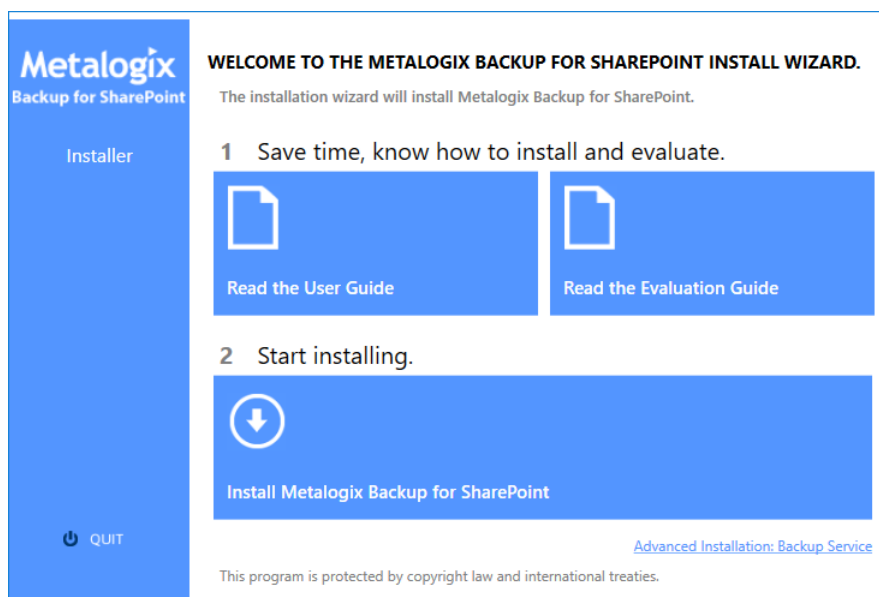 Metalogix
Backup for SharePoint
Installer
QUIT
WELCOME TO THE METALOGIX BACKUP FOR SHAREPOINT INSTALL WIZARD.
The installation wizard will install Metalogix Backup for SharePoint.
1 Save time, know how to install and evaluate.
Read the User Guide
Read the Evaluation Guide
2 Start installing.
Install Metalogix Backup for SharePoint
Advanced Installation: Backup Service
This program is protected by copyright law and international treaties.